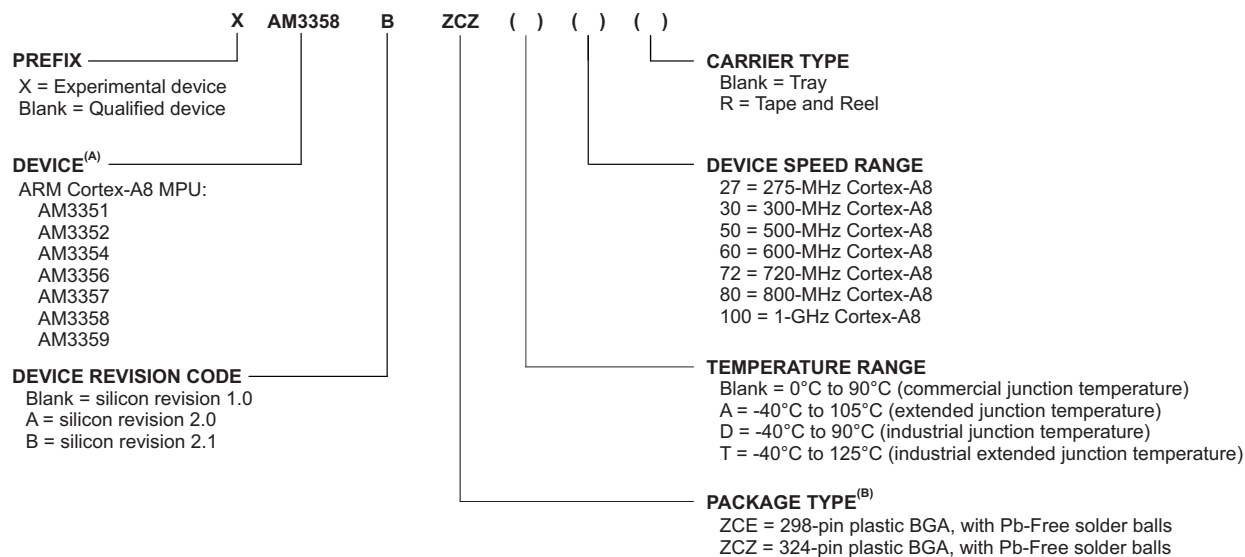 X AM3358 B ZCZ ( ) ( ) ( )
PREFIX
X = Experimental device
Blank = Qualified device
DEVICE(A)
ARM Cortex-A8 MPU:
AM3351
AM3352
AM3354
AM3356
AM3357
AM3358
AM3359
DEVICE REVISION CODE
Blank = silicon revision 1.0
A = silicon revision 2.0
B = silicon revision 2.1
CARRIER TYPE
Blank = Tray
R = Tape and Reel
DEVICE SPEED RANGE
27 = 275-MHz Cortex-A8
30 = 300-MHz Cortex-A8
50 = 500-MHz Cortex-A8
60 = 600-MHz Cortex-A8
72 = 720-MHz Cortex-A8
80 = 800-MHz Cortex-A8
100 = 1-GHz Cortex-A8
TEMPERATURE RANGE
Blank = 0°C to 90°C (commercial junction temperature)
A = -40°C to 105°C (extended junction temperature)
D = -40°C to 90°C (industrial junction temperature)
T = -40°C to 125°C (industrial extended junction temperature)
PACKAGE TYPE(B)
ZCE = 298-pin plastic BGA, with Pb-Free solder balls
ZCZ = 324-pin plastic BGA, with Pb-Free solder balls